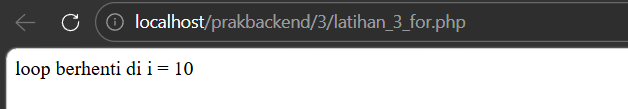 localhost/prakbackend/3/latihan_3_for.php
loop berhenti di i = 10